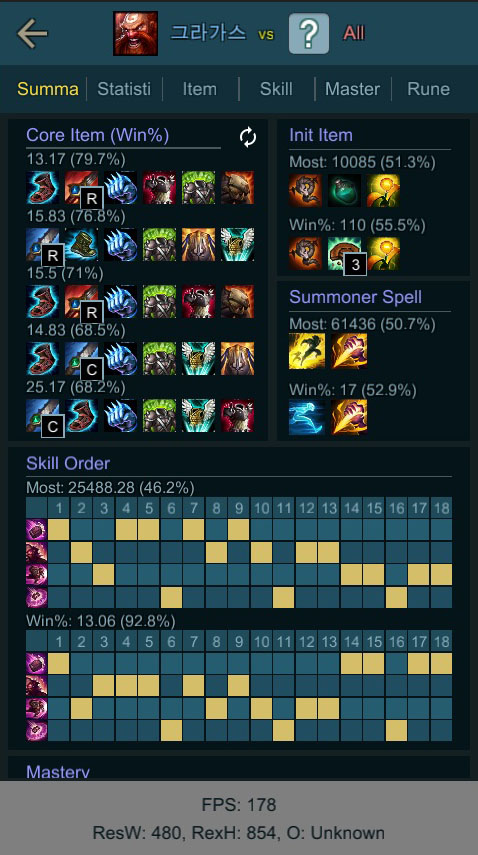 그라가스 vs ? All
Summa Statisti Item Skill Master Rune
Core Item (Win%)
13.17 (79.7%)
R
15.83 (76.8%)
R
15.5 (71%)
R
14.83 (68.5%)
C
25.17 (68.2%)
C
Init Item
Most: 10085 (51.3%)
Win%: 110 (55.5%)
3
Summoner Spell
Most: 61436 (50.7%)
Win%: 17 (52.9%)
Skill Order
Most: 25488.28 (46.2%)
1 2 3 4 5 6 7 8 9 10 11 12 13 14 15 16 17 18
Win%: 13.06 (92.8%)
1 2 3 4 5 6 7 8 9 10 11 12 13 14 15 16 17 18
Mastery
FPS: 178
ResW: 480, RexH: 854, O: Unknown